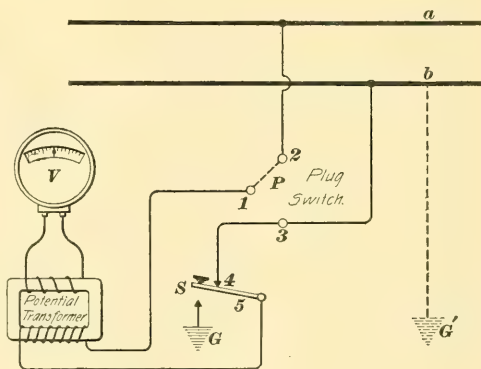 a
b
V
2
P
Plug
Switch.
1
3
S
4
5
Potential
Transformer
G
G'